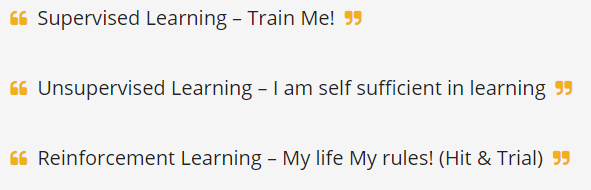 ❝ Supervised Learning – Train Me! ❞
❝ Unsupervised Learning – I am self sufficient in learning ❞
❝ Reinforcement Learning – My life My rules! (Hit & Trial) ❞